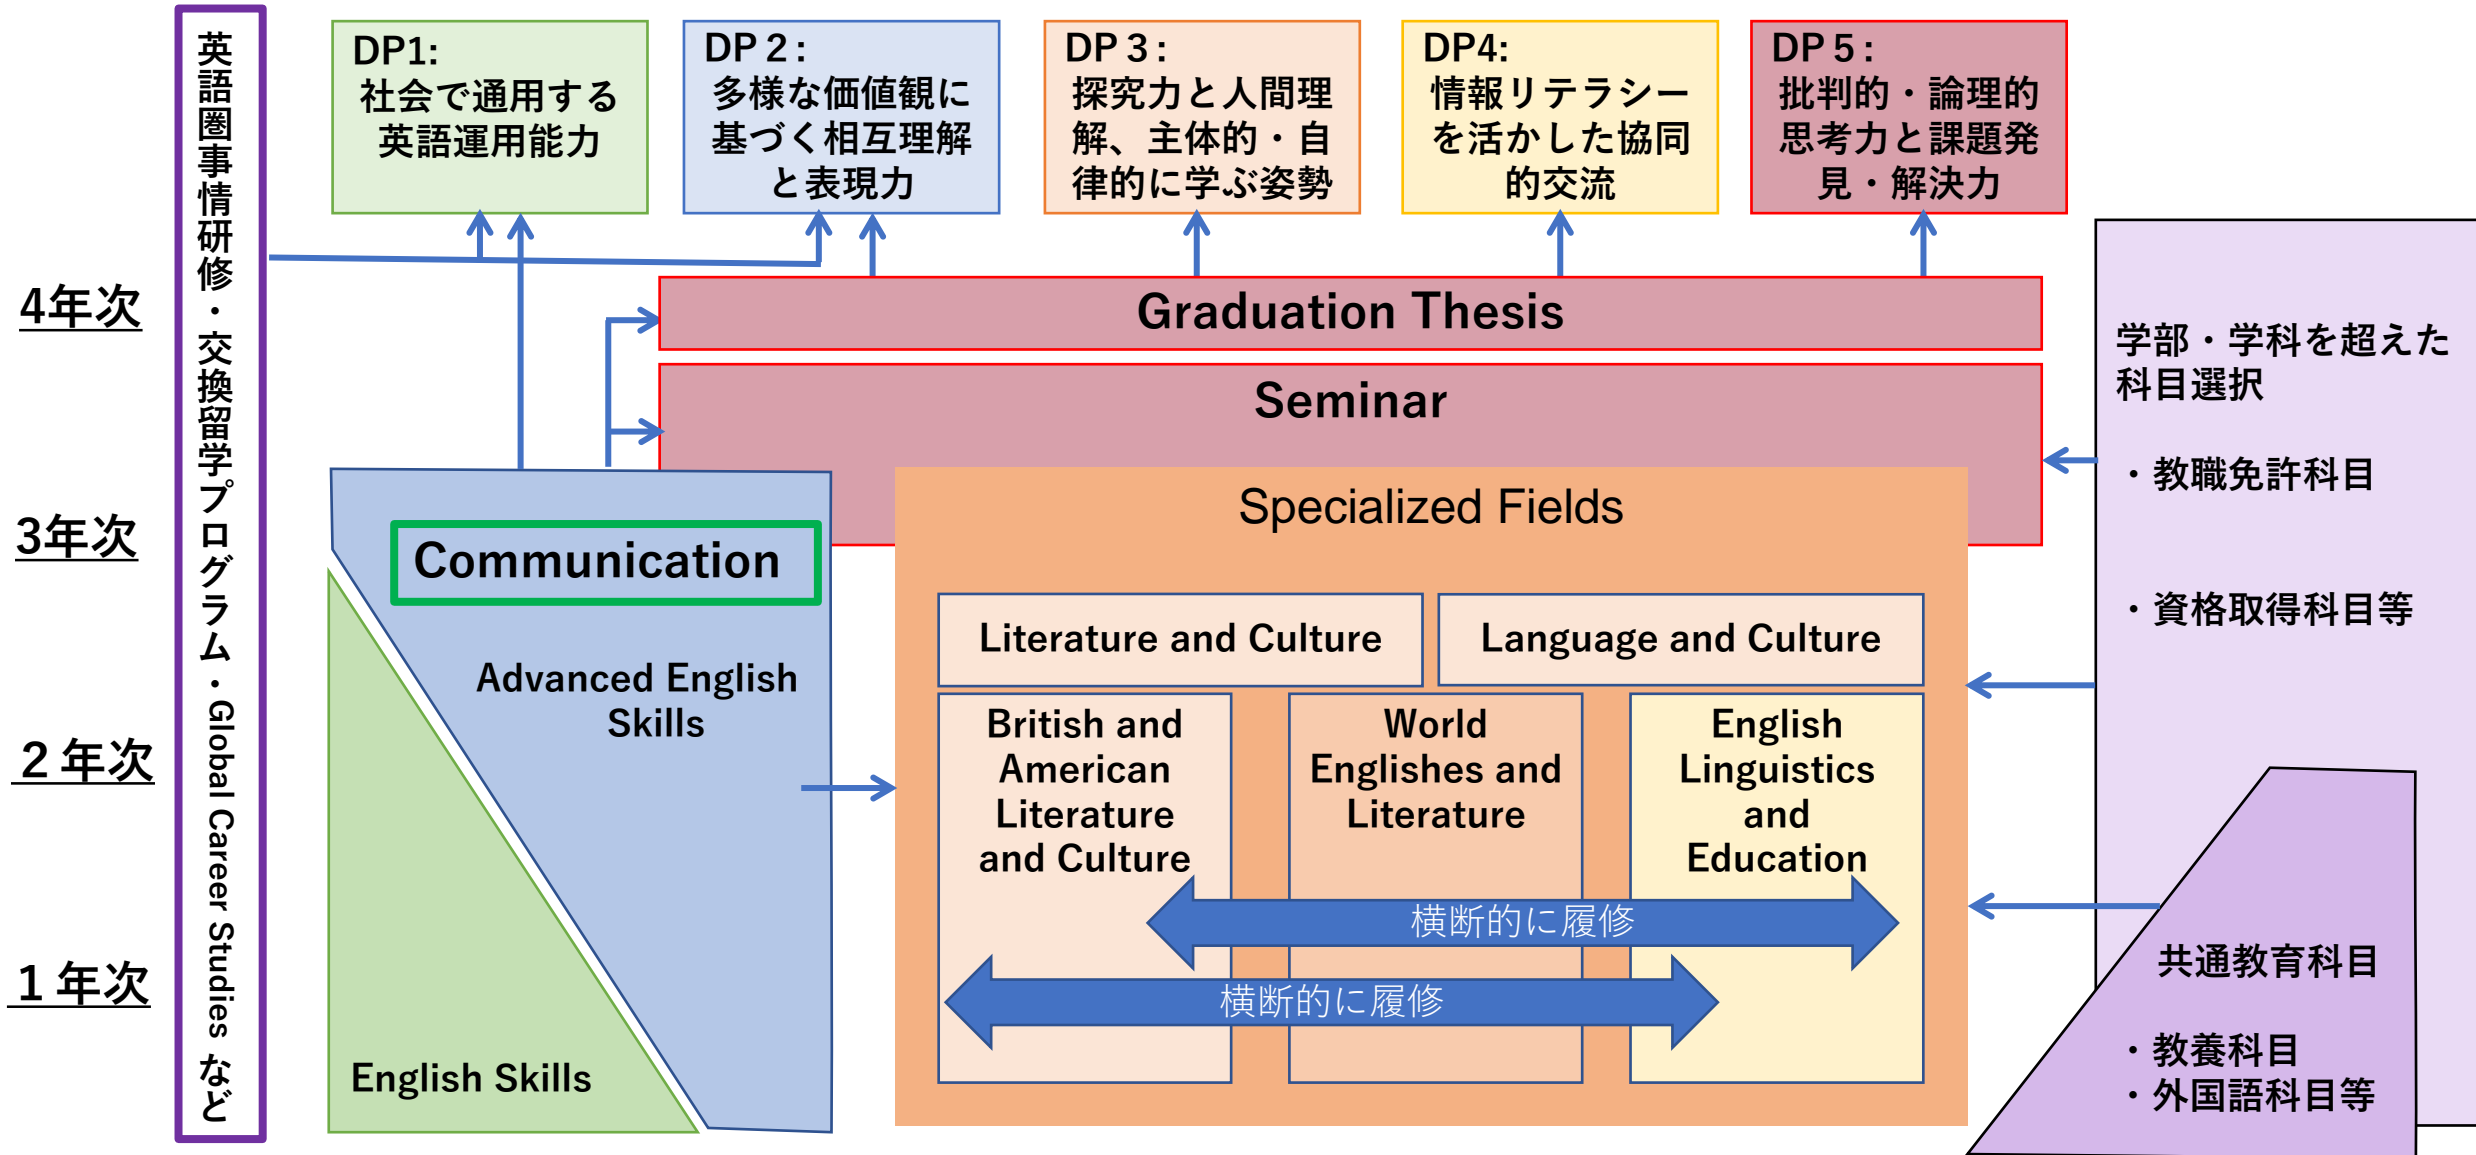 英語圏事情研修・交換留学プログラム・Global Career Studies など
DP1:
社会で通用する
英語運用能力
DP２:
多様な価値観に
基づく相互理解
と表現力
DP３:
探究力と人間理
解、主体的・自
律的に学ぶ姿勢
DP4:
情報リテラシー
を活かした協同
的交流
DP５:
批判的・論理的
思考力と課題発
見・解決力
4年次
3年次
２年次
１年次
Graduation Thesis
Seminar
Communication
Advanced English
Skills
English Skills
Specialized Fields
Literature and Culture
Language and Culture
British and
American
Literature
and Culture
World
Englishes and
Literature
English
Linguistics
and
Education
横断的に履修
横断的に履修
学部・学科を超えた
科目選択
・教職免許科目
・資格取得科目等
共通教育科目
・教養科目
・外国語科目等